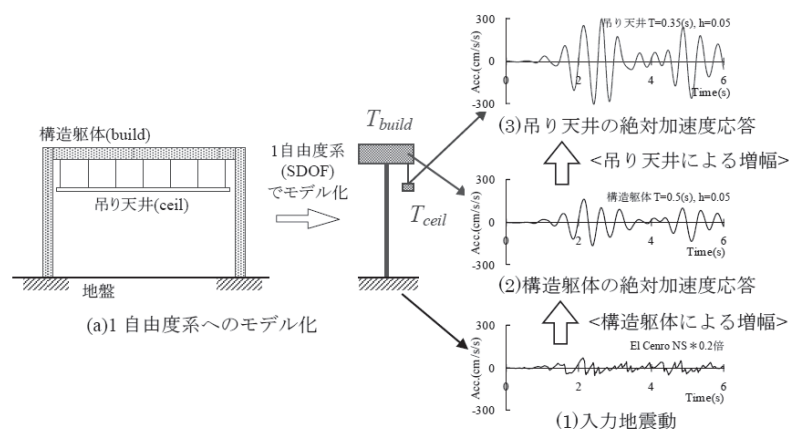 構造躯体(build)
吊り天井(ceil)
地盤
(a)1 自由度系へのモデル化
1自由度系
(SDOF)
でモデル化
T_build
T_ceil
Acc.(cm/s/s)
300
0
-300
0
2
4
6
Time(s)
吊り天井 T=0.35(s), h=0.05
(3)吊り天井の絶対加速度応答
<吊り天井による増幅>
Acc.(cm/s/s)
300
0
-300
0
2
4
6
Time(s)
構造躯体 T=0.5(s), h=0.05
(2)構造躯体の絶対加速度応答
<構造躯体による増幅>
Acc.(cm/s/s)
300
0
-300
0
2
4
6
Time(s)
El Cenro NS＊0.2倍
(1)入力地震動